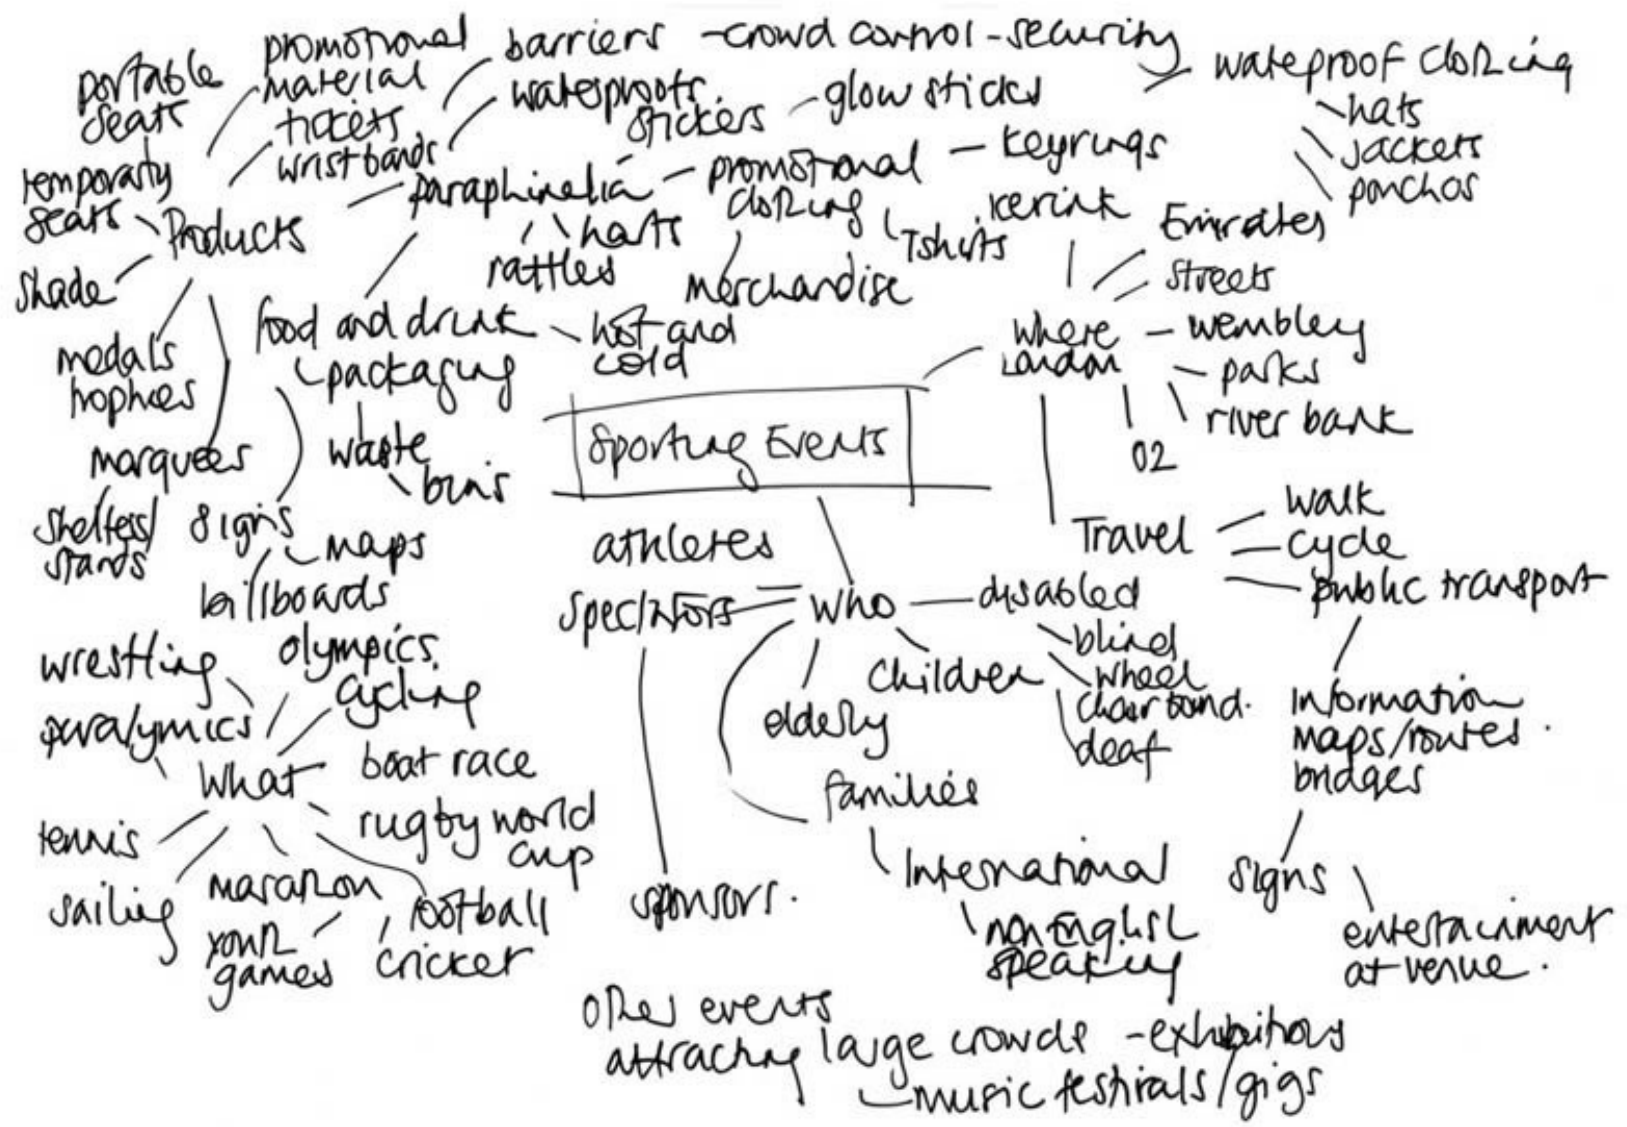 portable
seats
promotional
material
tickets
wristbands
barriers - crowd control - security
waterproofs
stickers - glow sticks
waterproof clothing
hats
jackets
ponchos
temporary
seats
Products
paraphinelia - promotional
clothing
keyrings
Tshirts
merchandise
harts
rattles
shade
medals
trophies
food and drink
hot and
cold
packaging
waste
bins
marquees
shelters/
stands
signs
maps
billboards
Sporting Events
Emirates
streets
where
London
wembley
parks
river bank
O2
Travel
walk
cycle
public transport
Information
maps/routes.
bridges
signs
entertainment
at venue.
athletes
spectators
who
disabled
blind
wheel
chair bound.
deaf
children
elderly
families
International
non English
speaking
sponsors.
wrestling
olympics
cycling
paralymics
what
boat race
rugby world
cup
tennis
sailing
marathon
football
youth
games
cricket
other events
attracting large crowds - exhibitions
- music festivals/gigs